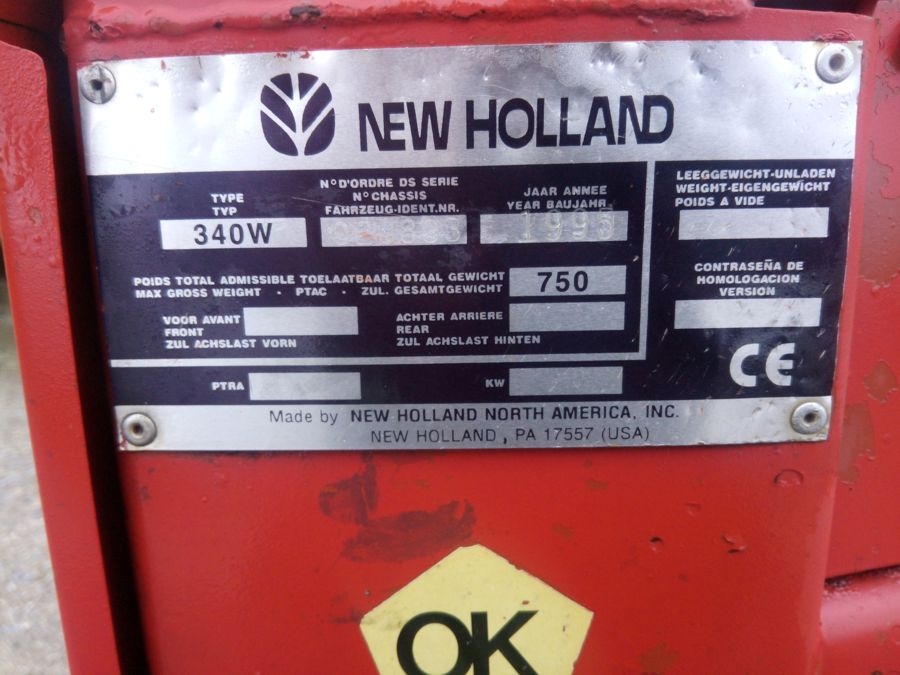 NEW HOLLAND
TYPE
TYP
340W
N° D'ORDRE DS SERIE
N° CHASSIS
FAHRZEUG-IDENT.NR.
JAAR ANNEE
YEAR BAUJAHR
1995
LEEGGEWICHT-UNLADEN
WEIGHT-EIGENGEWICHT
POIDS A VIDE
POIDS TOTAL ADMISSIBLE TOELAATBAAR TOTAAL GEWICHT
MAX GROSS WEIGHT - PTAC - ZUL. GESAMTGEWICHT
750
CONTRASEÑA DE
HOMOLOGACION
VERSION
VOOR AVANT
FRONT
ZUL ACHSLAST VORN
ACHTER ARRIERE
REAR
ZUL ACHSLAST HINTEN
PTRA
KW
CE
Made by NEW HOLLAND NORTH AMERICA, INC.
NEW HOLLAND, PA 17557 (USA)
OK